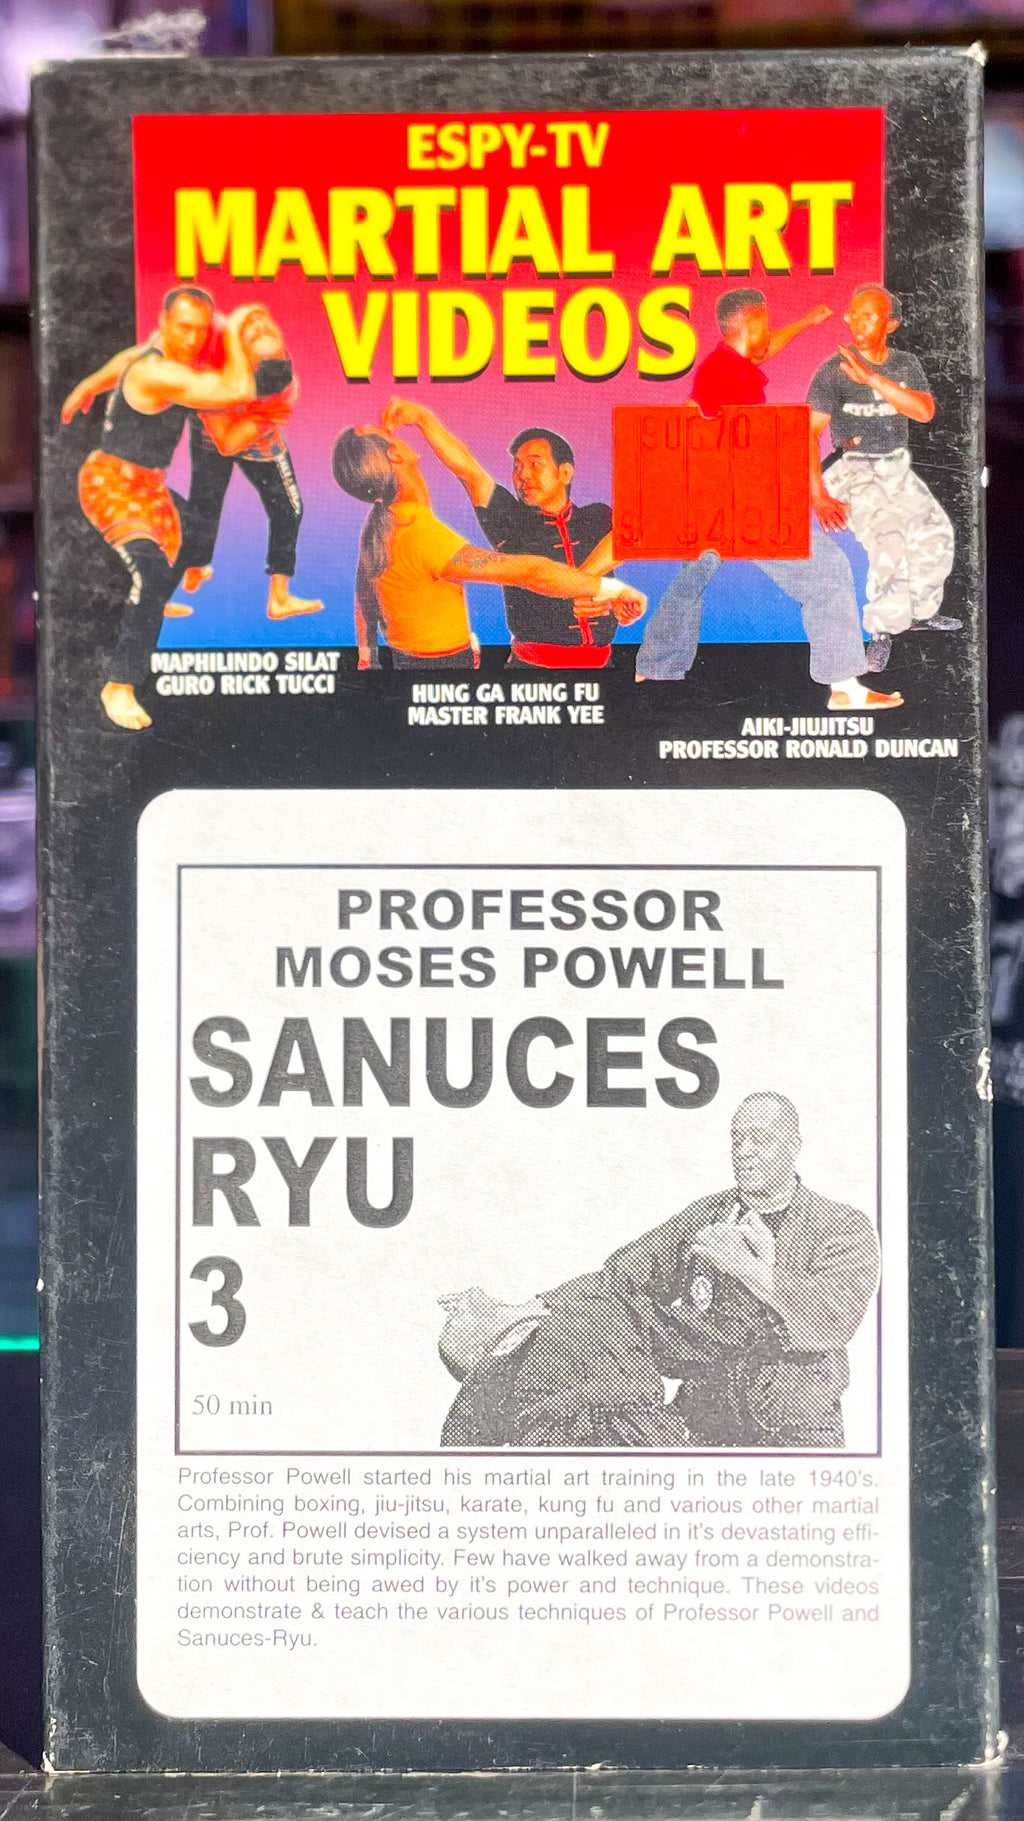 ESPY-TV
MARTIAL ART
VIDEOS
MAPHILINDO SILAT
GURO RICK TUCCI
HUNG GA KUNG FU
MASTER FRANK YEE
AIKI-JIUJITSU
PROFESSOR RONALD DUNCAN
PROFESSOR
MOSES POWELL
SANUCES
RYU
3
50 min
Professor Powell started his martial art training in the late 1940's.
Combining boxing, jiu-jitsu, karate, kung fu and various other martial
arts, Prof. Powell devised a system unparalleled in it's devastating effi-
ciency and brute simplicity. Few have walked away from a demonstra-
tion without being awed by it's power and technique. These videos
demonstrate & teach the various techniques of Professor Powell and
Sanuces-Ryu.